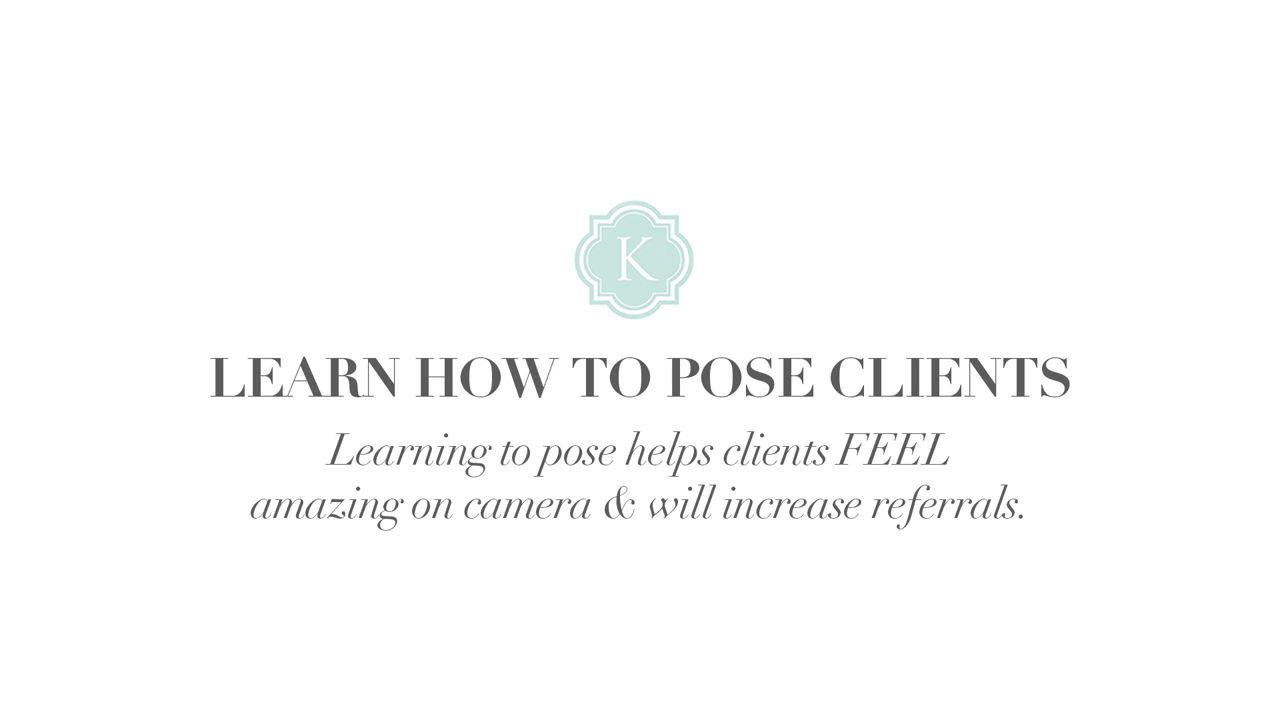 K
LEARN HOW TO POSE CLIENTS
Learning to pose helps clients FEEL
amazing on camera & will increase referrals.